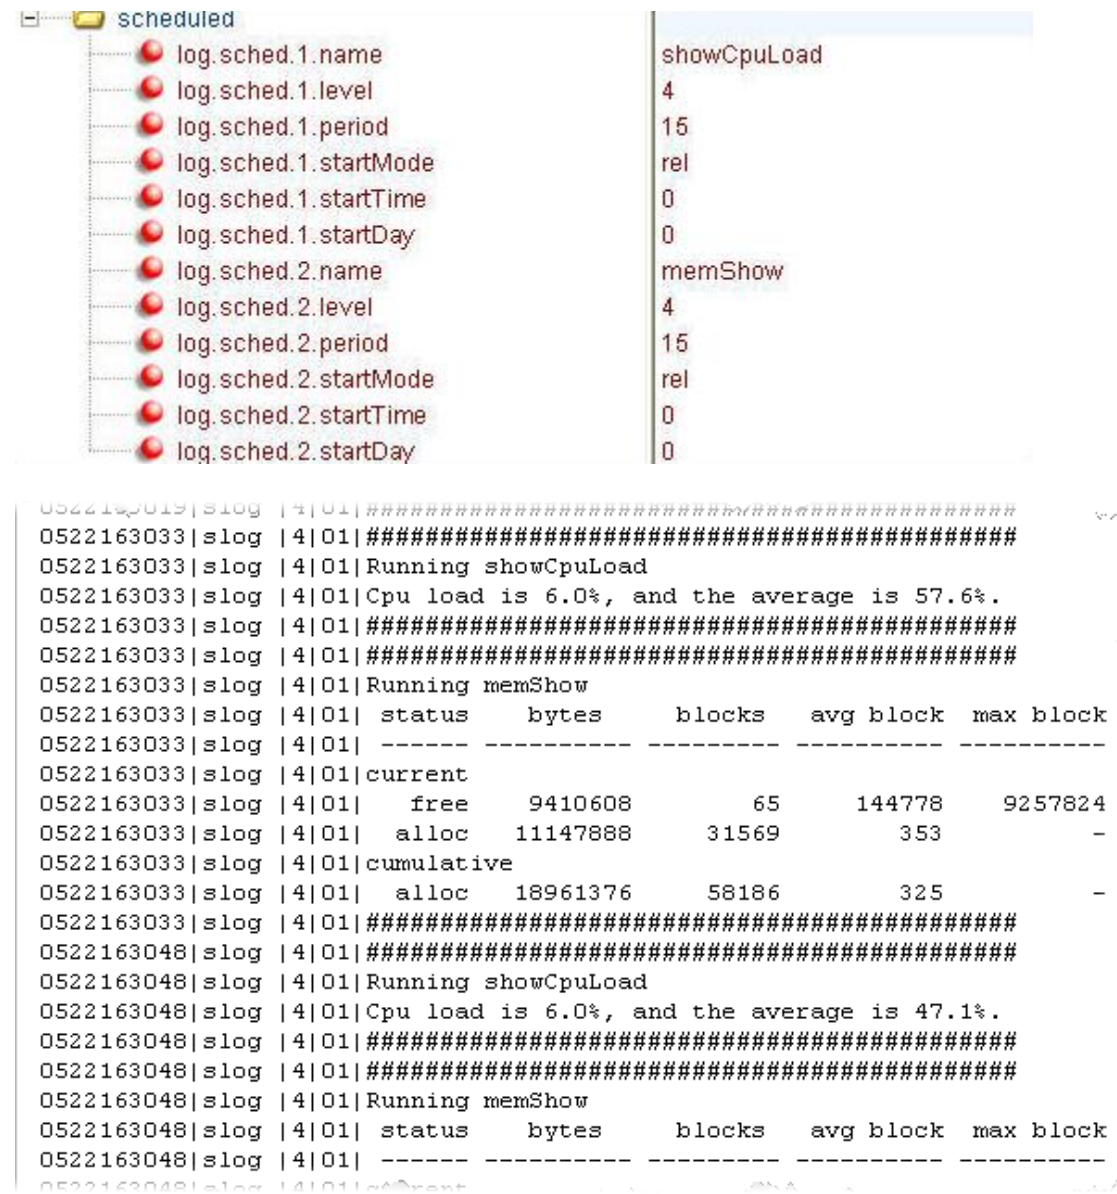 scheduled
log.sched.1.name showCpuLoad
log.sched.1.level 4
log.sched.1.period 15
log.sched.1.startMode rel
log.sched.1.startTime 0
log.sched.1.startDay 0
log.sched.2.name memShow
log.sched.2.level 4
log.sched.2.period 15
log.sched.2.startMode rel
log.sched.2.startTime 0
log.sched.2.startDay 0
|slog |4|01|############################################
0522163033|slog |4|01|############################################
0522163033|slog |4|01|Running showCpuLoad
0522163033|slog |4|01|Cpu load is 6.0%, and the average is 57.6%.
0522163033|slog |4|01|############################################
0522163033|slog |4|01|############################################
0522163033|slog |4|01|Running memShow
0522163033|slog |4|01| status    bytes     blocks   avg block  max block
0522163033|slog |4|01| ------ ---------- --------- ---------- ----------
0522163033|slog |4|01|current
0522163033|slog |4|01|   free    9410608        65     144778    9257824
0522163033|slog |4|01|  alloc   11147888     31569        353          -
0522163033|slog |4|01|cumulative
0522163033|slog |4|01|  alloc   18961376     58186        325          -
0522163033|slog |4|01|############################################
0522163048|slog |4|01|############################################
0522163048|slog |4|01|Running showCpuLoad
0522163048|slog |4|01|Cpu load is 6.0%, and the average is 47.1%.
0522163048|slog |4|01|############################################
0522163048|slog |4|01|############################################
0522163048|slog |4|01|Running memShow
0522163048|slog |4|01| status    bytes     blocks   avg block  max block
0522163048|slog |4|01| ------ ---------- --------- ---------- ----------